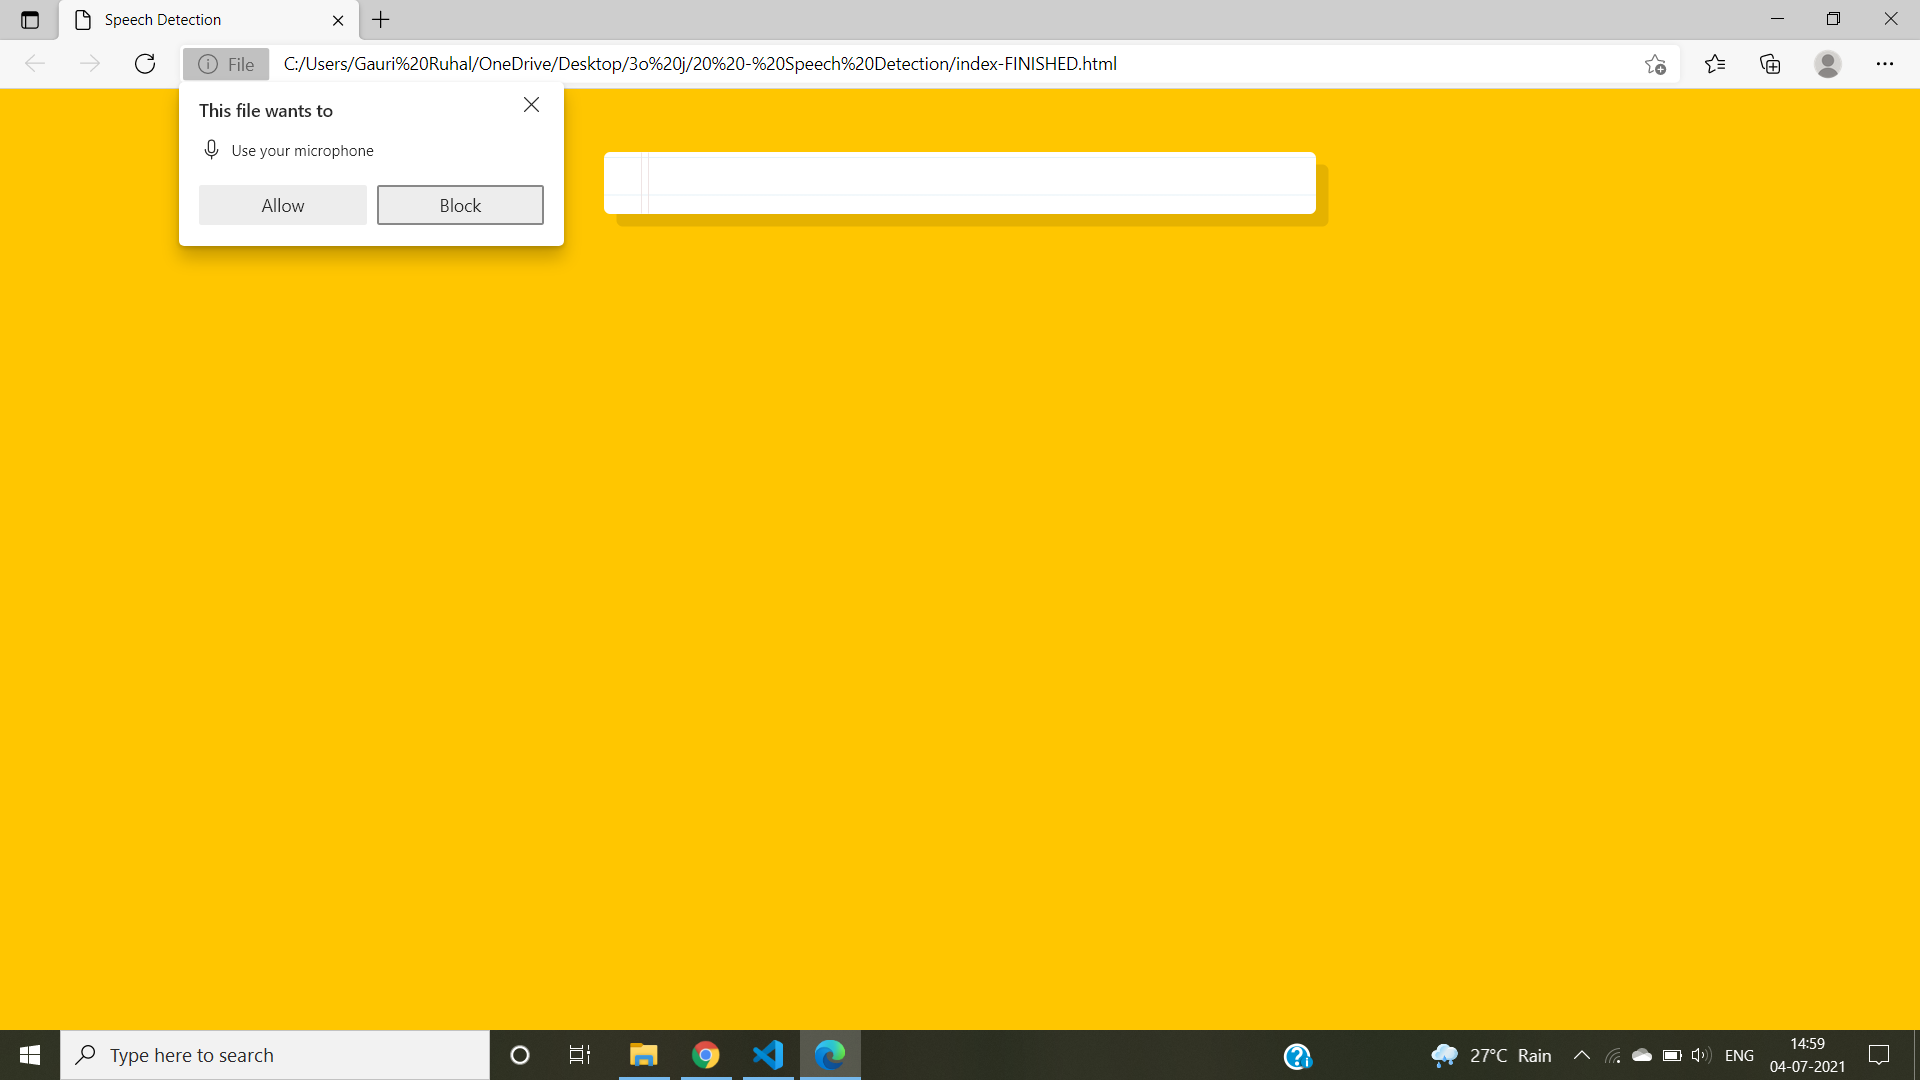 Speech Detection
File
C:/Users/Gauri%20Ruhal/OneDrive/Desktop/3o%20j/20%20-%20Speech%20Detection/index-FINISHED.html
This file wants to
Use your microphone
Allow Block
Type here to search
27°C Rain
ENG
14:59
04-07-2021